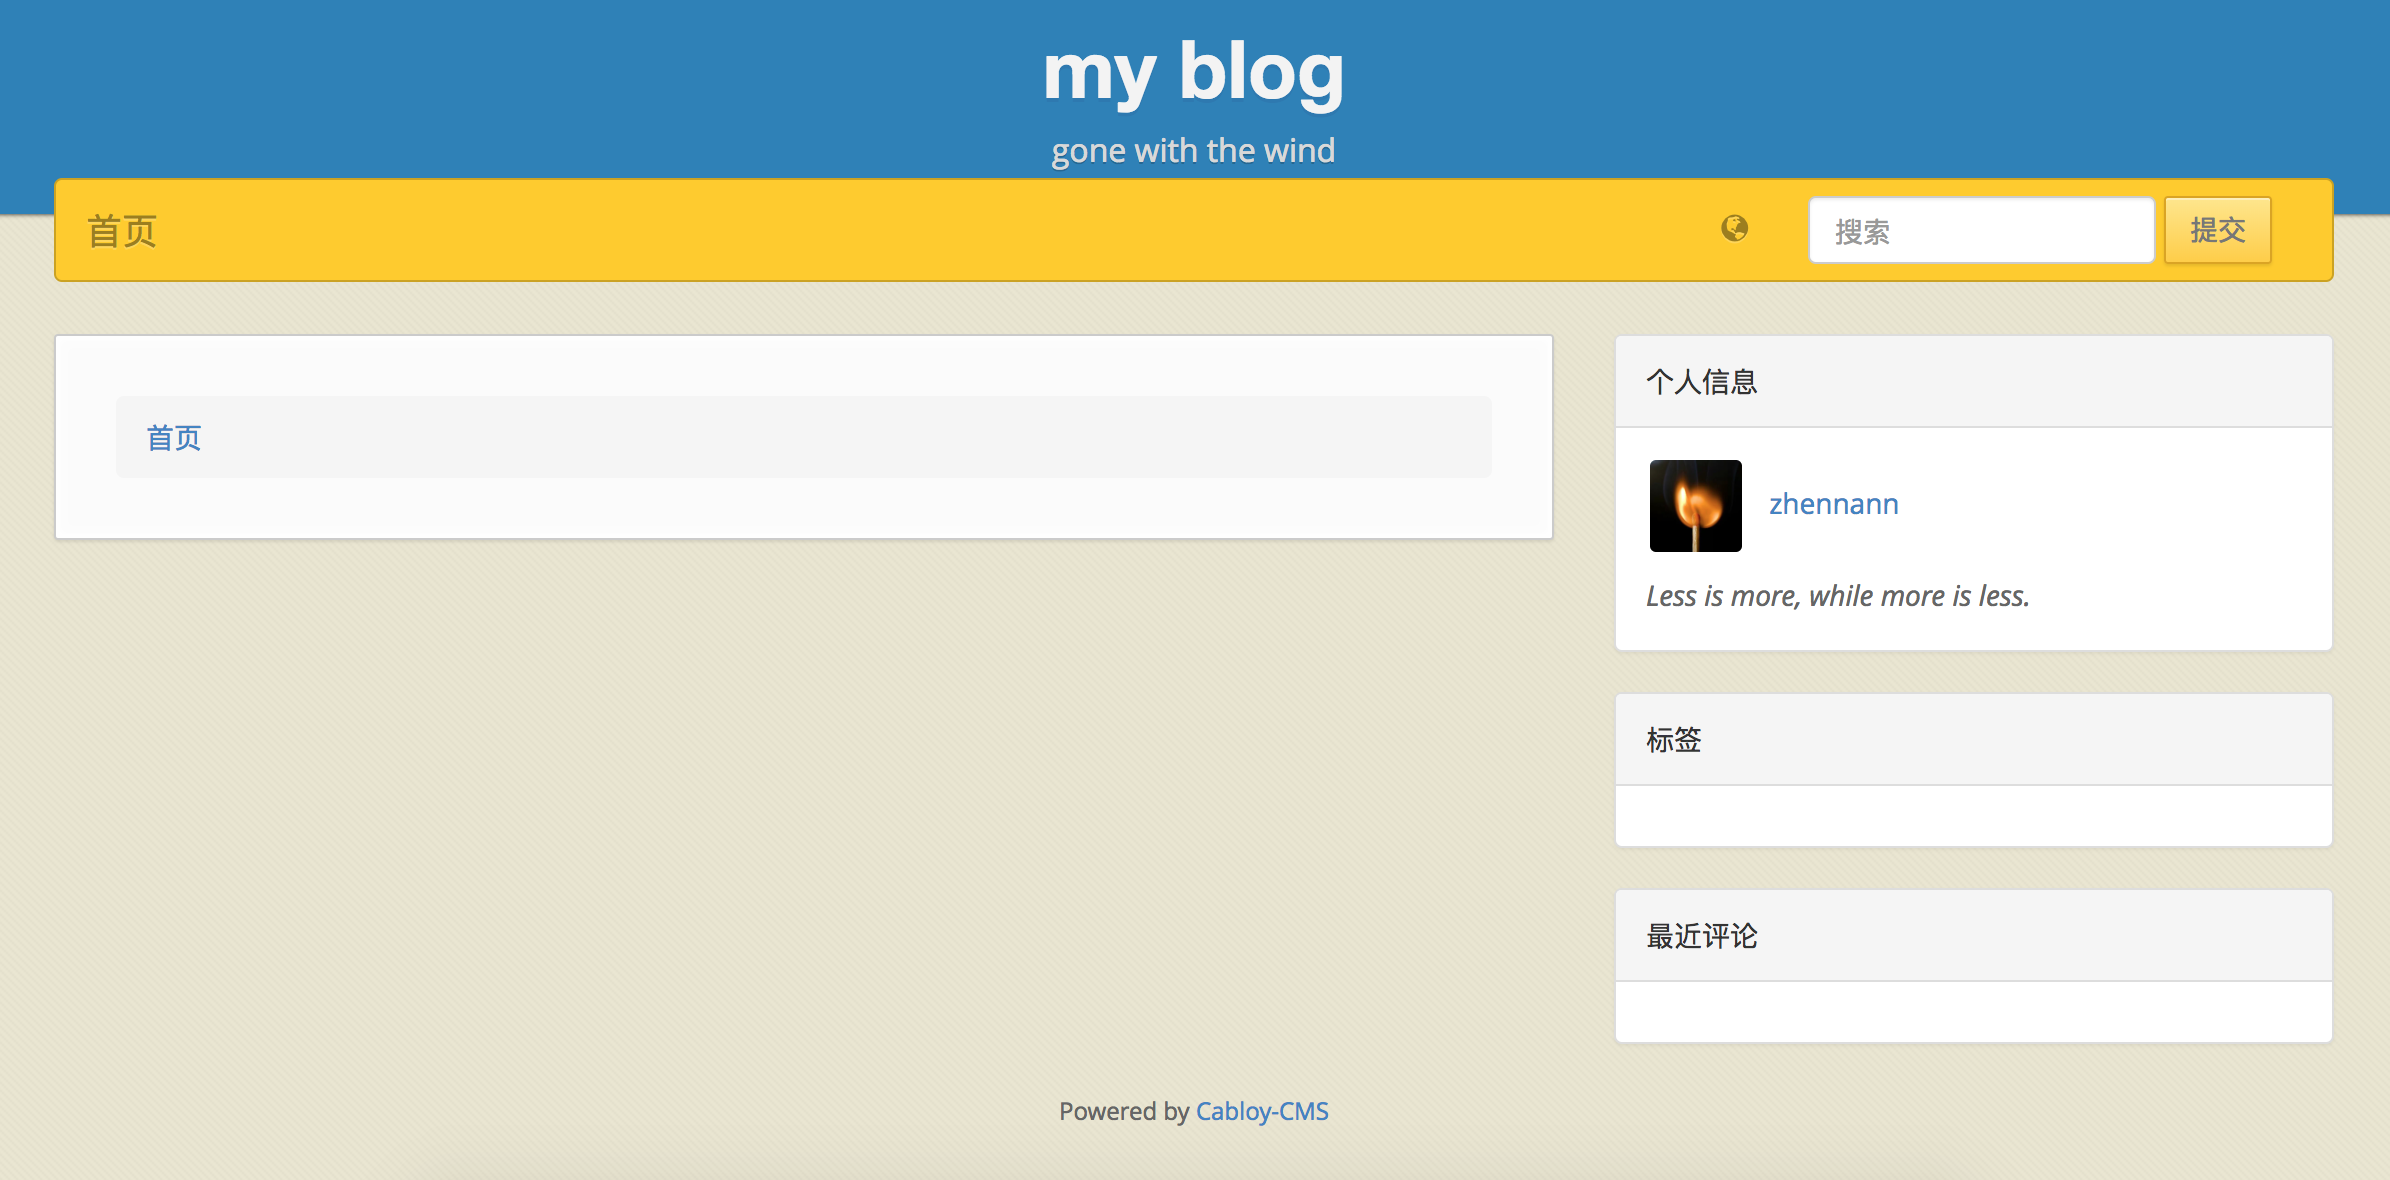 my blog
gone with the wind
首页
搜索
提交
首页
个人信息
zhennann
Less is more, while more is less.
标签
最近评论
Powered by Cabloy-CMS